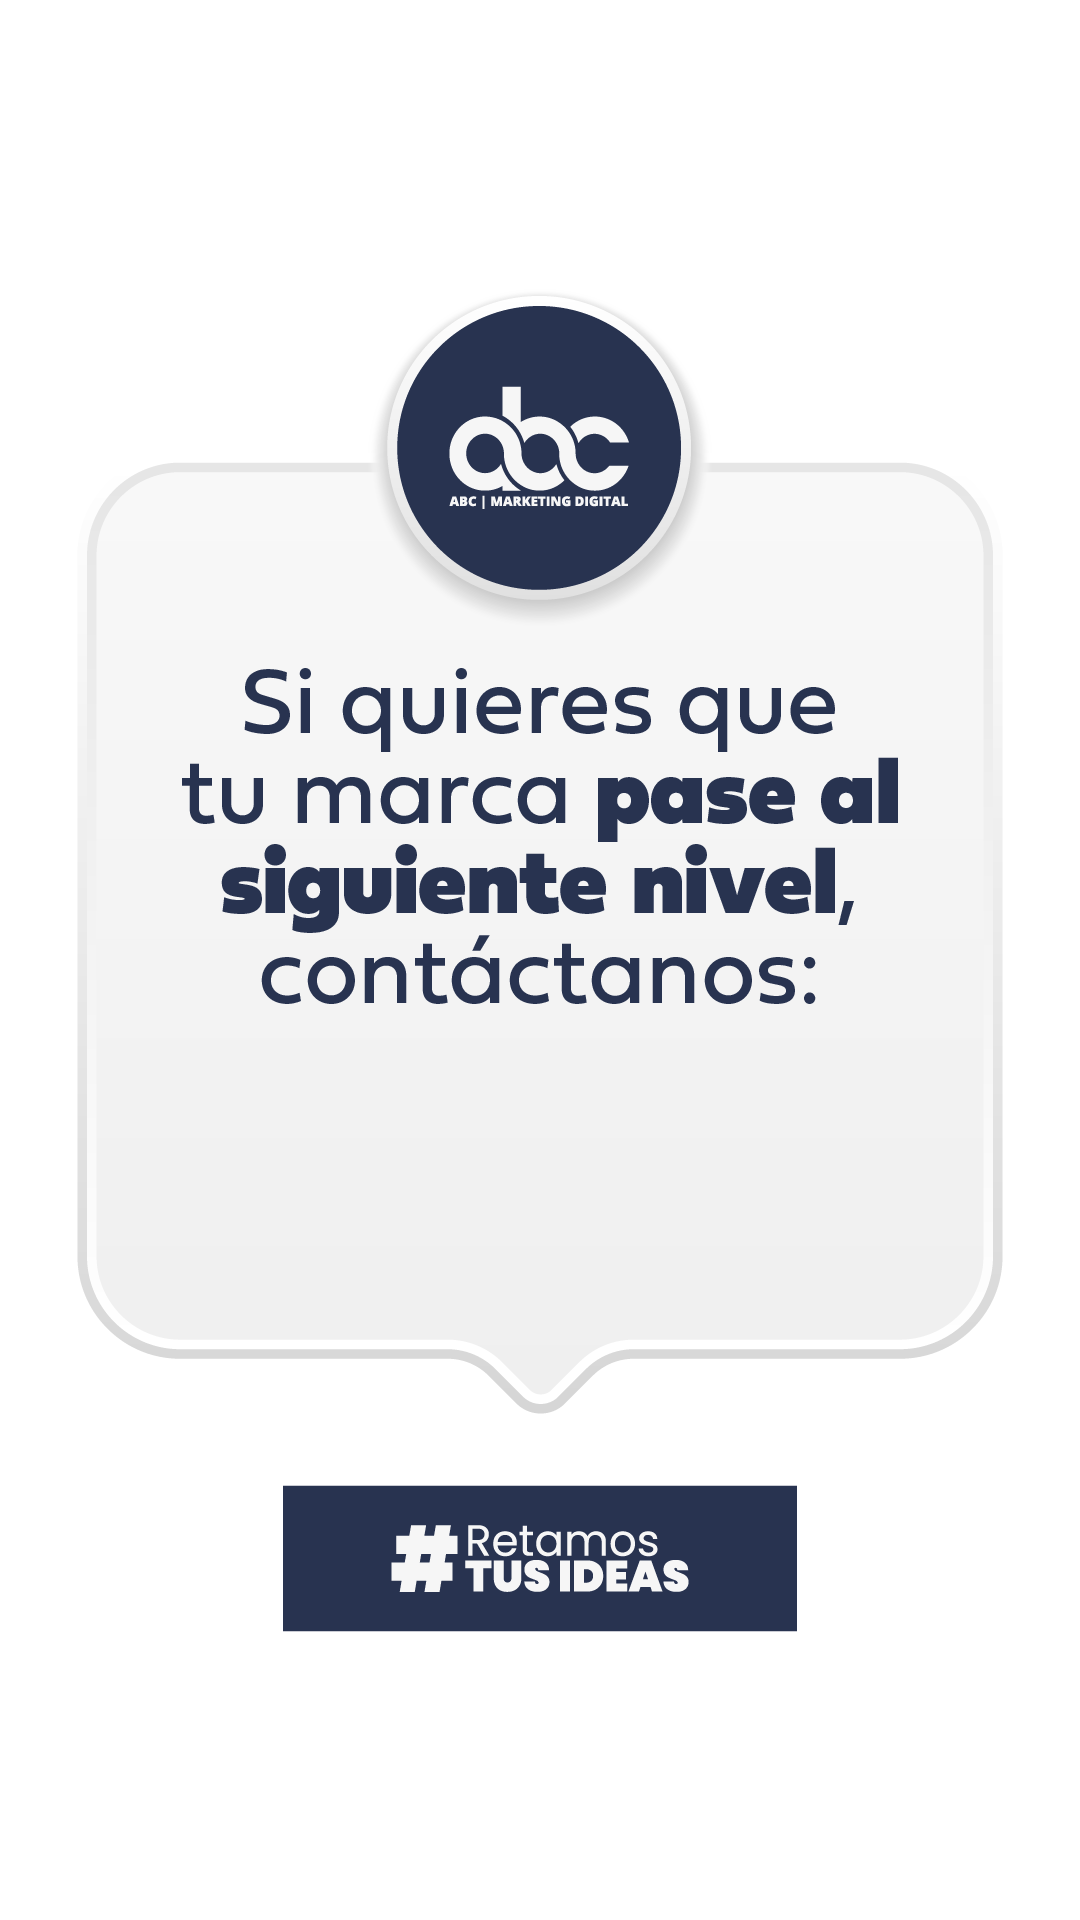 abc
ABC | MARKETING DIGITAL
Si quieres que
tu marca pase al
siguiente nivel,
contáctanos:
#Retamos
TUS IDEAS